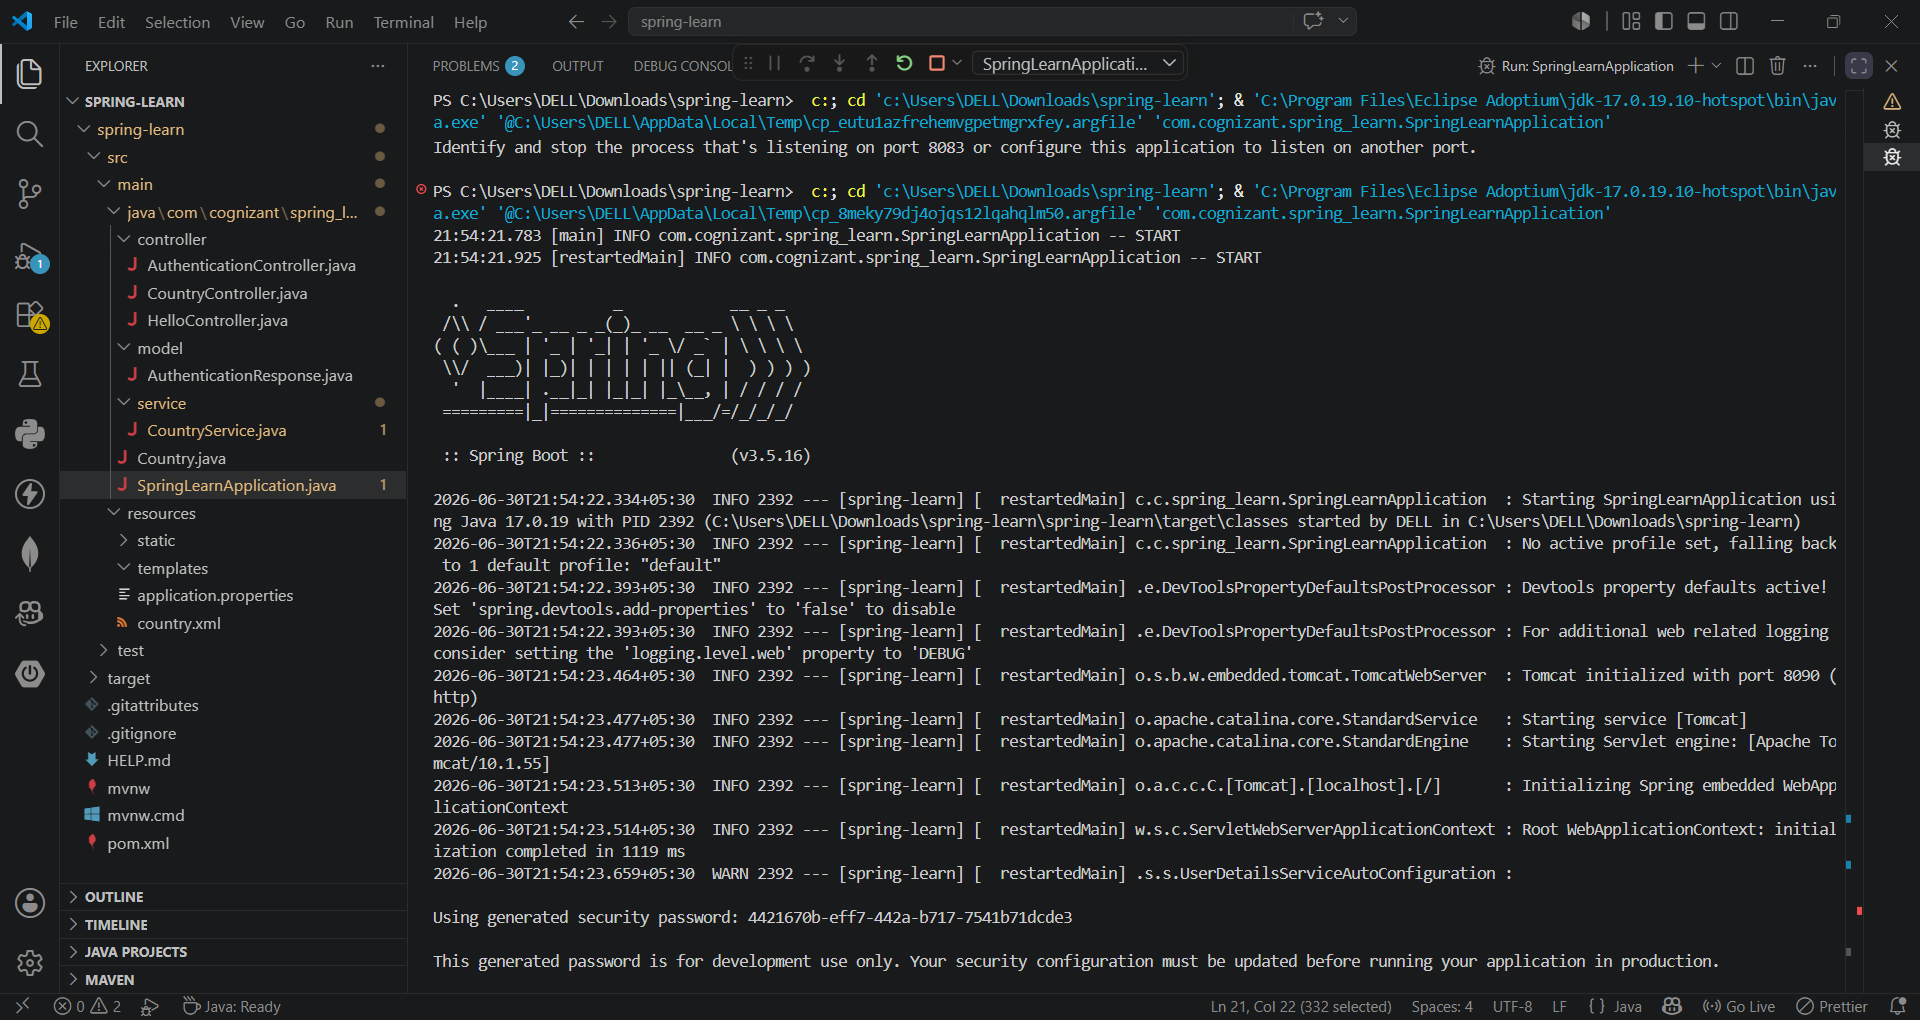 File Edit Selection View Go Run Terminal Help
spring-learn
EXPLORER
SPRING-LEARN
spring-learn
src
main
java\com\cognizant\spring_l...
controller
AuthenticationController.java
CountryController.java
HelloController.java
model
AuthenticationResponse.java
service
CountryService.java 1
Country.java
SpringLearnApplication.java 1
resources
static
templates
application.properties
country.xml
test
target
.gitattributes
.gitignore
HELP.md
mvnw
mvnw.cmd
pom.xml
OUTLINE
TIMELINE
JAVA PROJECTS
MAVEN
1
PROBLEMS 2 OUTPUT DEBUG CONSOL
SpringLearnApplicati...
Run: SpringLearnApplication
PS C:\Users\DELL\Downloads\spring-learn>  c:; cd 'c:\Users\DELL\Downloads\spring-learn'; & 'C:\Program Files\Eclipse Adoptium\jdk-17.0.19.10-hotspot\bin\jav
a.exe' '@C:\Users\DELL\AppData\Local\Temp\cp_eutu1azfrehemvgpetmgrxfey.argfile' 'com.cognizant.spring_learn.SpringLearnApplication'
Identify and stop the process that's listening on port 8083 or configure this application to listen on another port.
PS C:\Users\DELL\Downloads\spring-learn>  c:; cd 'c:\Users\DELL\Downloads\spring-learn'; & 'C:\Program Files\Eclipse Adoptium\jdk-17.0.19.10-hotspot\bin\jav
a.exe' '@C:\Users\DELL\AppData\Local\Temp\cp_8meky79dj4ojqs12lqahqlm50.argfile' 'com.cognizant.spring_learn.SpringLearnApplication'
21:54:21.783 [main] INFO com.cognizant.spring_learn.SpringLearnApplication -- START
21:54:21.925 [restartedMain] INFO com.cognizant.spring_learn.SpringLearnApplication -- START
  .   ____          _            __ _ _
 /\\ / ___'_ __ _ _(_)_ __  __ _ \ \ \ \
( ( )\___ | '_ | '_| | '_ \/ _` | \ \ \ \
 \\/  ___)| |_)| | | | | || (_| |  ) ) ) )
  '  |____| .__|_| |_|_| |_\__, | / / / /
 =========|_|==============|___/=/_/_/_/
 :: Spring Boot ::               (v3.5.16)
2026-06-30T21:54:22.334+05:30  INFO 2392 --- [spring-learn] [  restartedMain] c.c.spring_learn.SpringLearnApplication  : Starting SpringLearnApplication usi
ng Java 17.0.19 with PID 2392 (C:\Users\DELL\Downloads\spring-learn\spring-learn\target\classes started by DELL in C:\Users\DELL\Downloads\spring-learn)
2026-06-30T21:54:22.336+05:30  INFO 2392 --- [spring-learn] [  restartedMain] c.c.spring_learn.SpringLearnApplication  : No active profile set, falling back
 to 1 default profile: "default"
2026-06-30T21:54:22.393+05:30  INFO 2392 --- [spring-learn] [  restartedMain] .e.DevToolsPropertyDefaultsPostProcessor : Devtools property defaults active!
Set 'spring.devtools.add-properties' to 'false' to disable
2026-06-30T21:54:22.393+05:30  INFO 2392 --- [spring-learn] [  restartedMain] .e.DevToolsPropertyDefaultsPostProcessor : For additional web related logging
consider setting the 'logging.level.web' property to 'DEBUG'
2026-06-30T21:54:23.464+05:30  INFO 2392 --- [spring-learn] [  restartedMain] o.s.b.w.embedded.tomcat.TomcatWebServer  : Tomcat initialized with port 8090 (
http)
2026-06-30T21:54:23.477+05:30  INFO 2392 --- [spring-learn] [  restartedMain] o.apache.catalina.core.StandardService   : Starting service [Tomcat]
2026-06-30T21:54:23.477+05:30  INFO 2392 --- [spring-learn] [  restartedMain] o.apache.catalina.core.StandardEngine    : Starting Servlet engine: [Apache To
mcat/10.1.55]
2026-06-30T21:54:23.513+05:30  INFO 2392 --- [spring-learn] [  restartedMain] o.a.c.c.C.[Tomcat].[localhost].[/]       : Initializing Spring embedded WebApp
licationContext
2026-06-30T21:54:23.514+05:30  INFO 2392 --- [spring-learn] [  restartedMain] w.s.c.ServletWebServerApplicationContext : Root WebApplicationContext: initial
ization completed in 1119 ms
2026-06-30T21:54:23.659+05:30  WARN 2392 --- [spring-learn] [  restartedMain] .s.s.UserDetailsServiceAutoConfiguration :
Using generated security password: 4421670b-eff7-442a-b717-7541b71dcde3
This generated password is for development use only. Your security configuration must be updated before running your application in production.
0 2 Java: Ready Ln 21, Col 22 (332 selected) Spaces: 4 UTF-8 LF { } Java Go Live Prettier